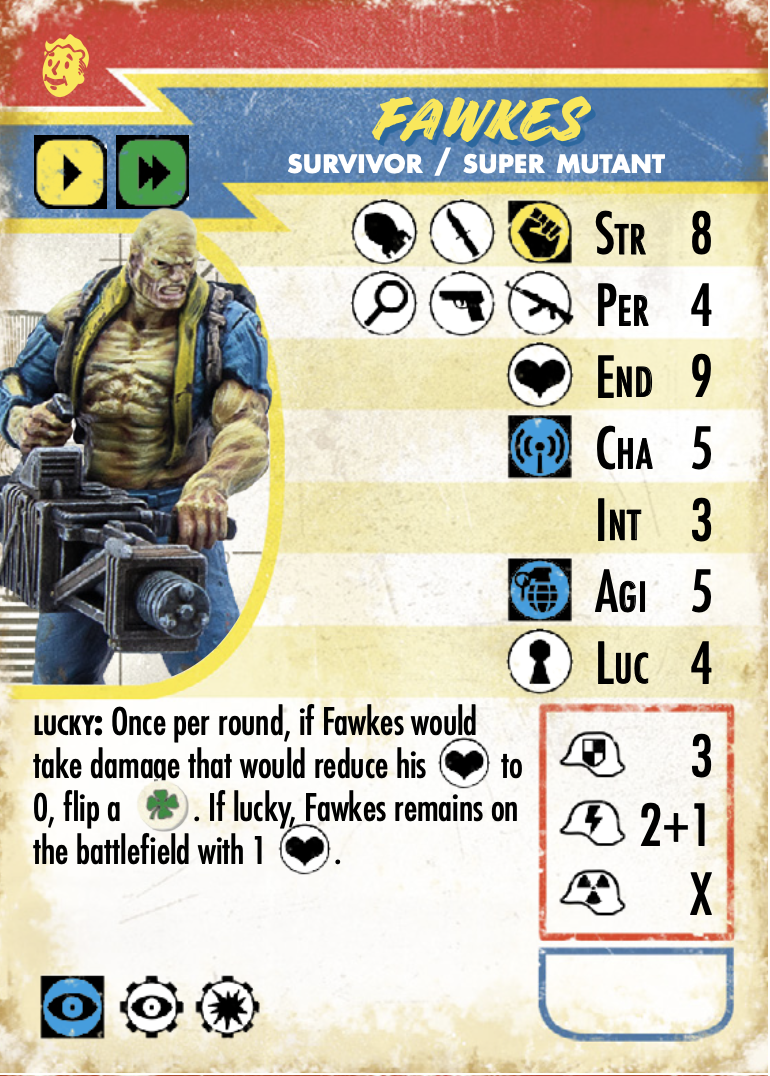 FAWKES
SURVIVOR / SUPER MUTANT
STR 8
PER 4
END 9
CHA 5
INT 3
AGI 5
LUC 4
LUCKY: Once per round, if Fawkes would
take damage that would reduce his to
0, flip a . If lucky, Fawkes remains on
the battlefield with 1 .
3
2+1
X